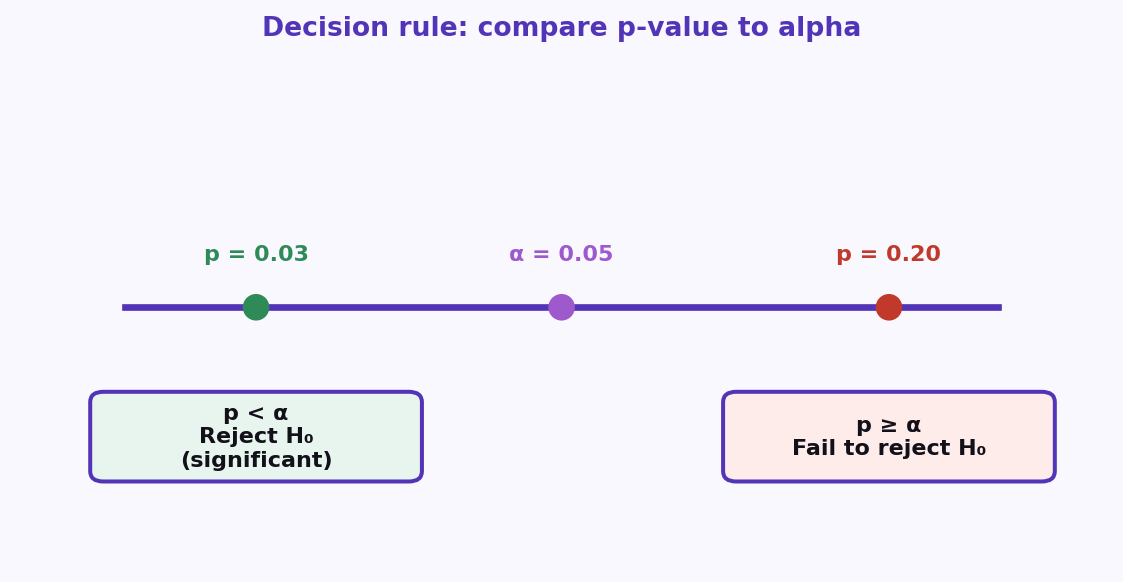 Decision rule: compare p-value to alpha
p = 0.03
α = 0.05
p = 0.20
p < α
Reject H₀
(significant)
p ≥ α
Fail to reject H₀